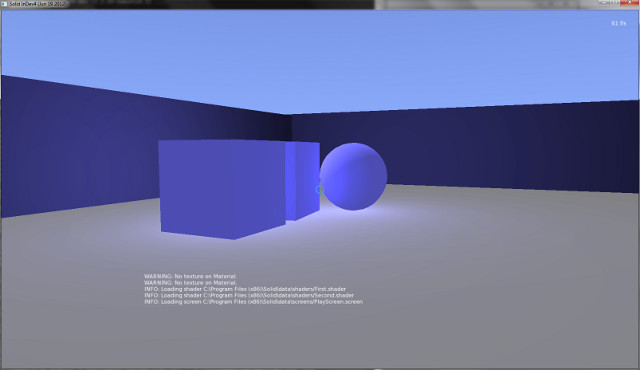 Solid InDev4 (Jan 19 2012
61 fps
WARNING: No texture on Material.
WARNING: No texture on Material.
INFO: Loading shader C:\Program Files (x86)\Solid\data\shaders/First.shader
INFO: Loading shader C:\Program Files (x86)\Solid\data\shaders/Second.shader
INFO: Loading screen C:\Program Files (x86)\Solid\data\screens/PlayScreen.screen